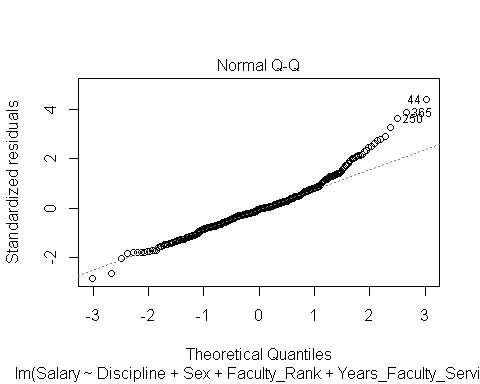 Normal Q-Q
Standardized residuals
4
2
0
-2
44
365
250
-3 -2 -1 0 1 2 3
Theoretical Quantiles
lm(Salary ~ Discipline + Sex + Faculty_Rank + Years_Faculty_Servi